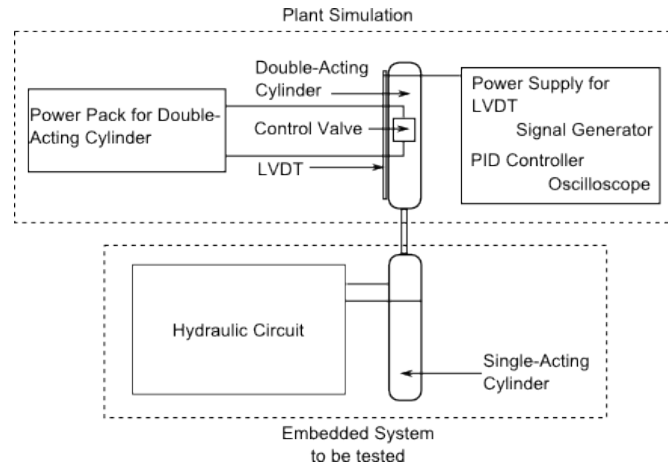 Plant Simulation
Power Pack for Double-
Acting Cylinder
Double-Acting
Cylinder
Control Valve
LVDT
Power Supply for
LVDT
Signal Generator
PID Controller
Oscilloscope
Hydraulic Circuit
Single-Acting
Cylinder
Embedded System
to be tested